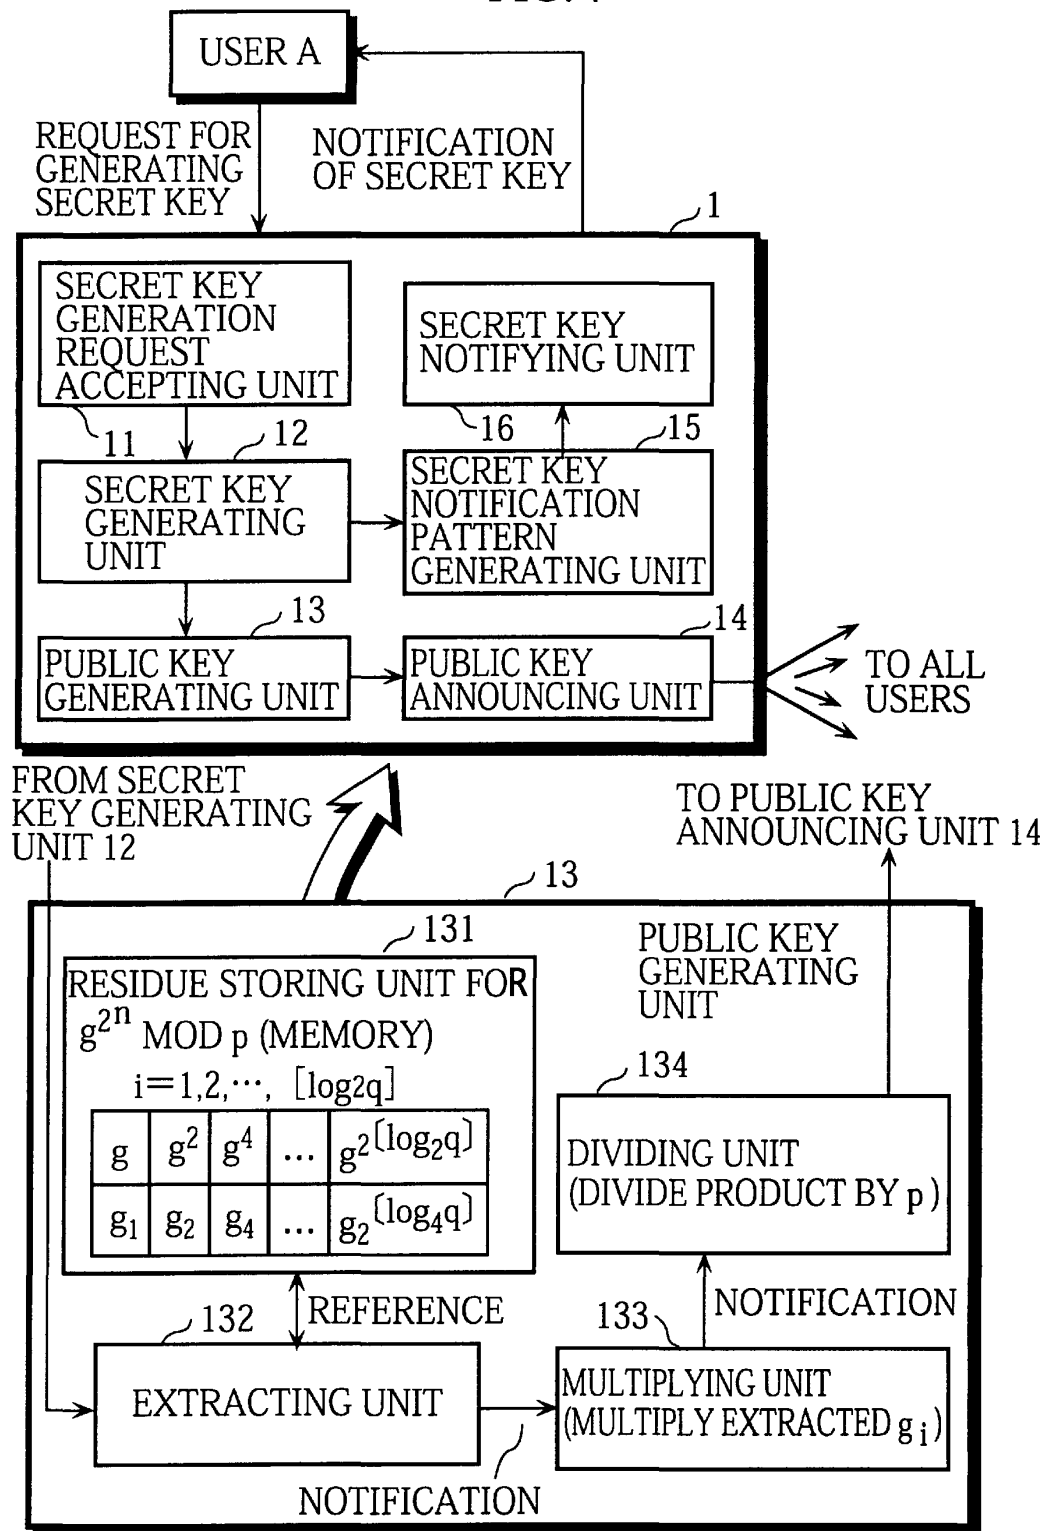 USER A
REQUEST FOR
GENERATING
SECRET KEY
NOTIFICATION
OF SECRET KEY
1
SECRET KEY
GENERATION
REQUEST
ACCEPTING UNIT
11
SECRET KEY
NOTIFYING UNIT
16
12
SECRET KEY
GENERATING
UNIT
15
SECRET KEY
NOTIFICATION
PATTERN
GENERATING UNIT
13
PUBLIC KEY
GENERATING UNIT
14
PUBLIC KEY
ANNOUNCING UNIT
TO ALL
USERS
FROM SECRET
KEY GENERATING
UNIT 12
TO PUBLIC KEY
ANNOUNCING UNIT 14
13
PUBLIC KEY
GENERATING
UNIT
131
RESIDUE STORING UNIT FOR
g^2^n MOD p (MEMORY)
i=1,2,…, [log2q]
g g² g⁴ … g^2^[log₂q]
g₁ g₂ g₄ … g₂^[log₄q]
REFERENCE
132
EXTRACTING UNIT
NOTIFICATION
133
MULTIPLYING UNIT
(MULTIPLY EXTRACTED gᵢ)
NOTIFICATION
134
DIVIDING UNIT
(DIVIDE PRODUCT BY p)